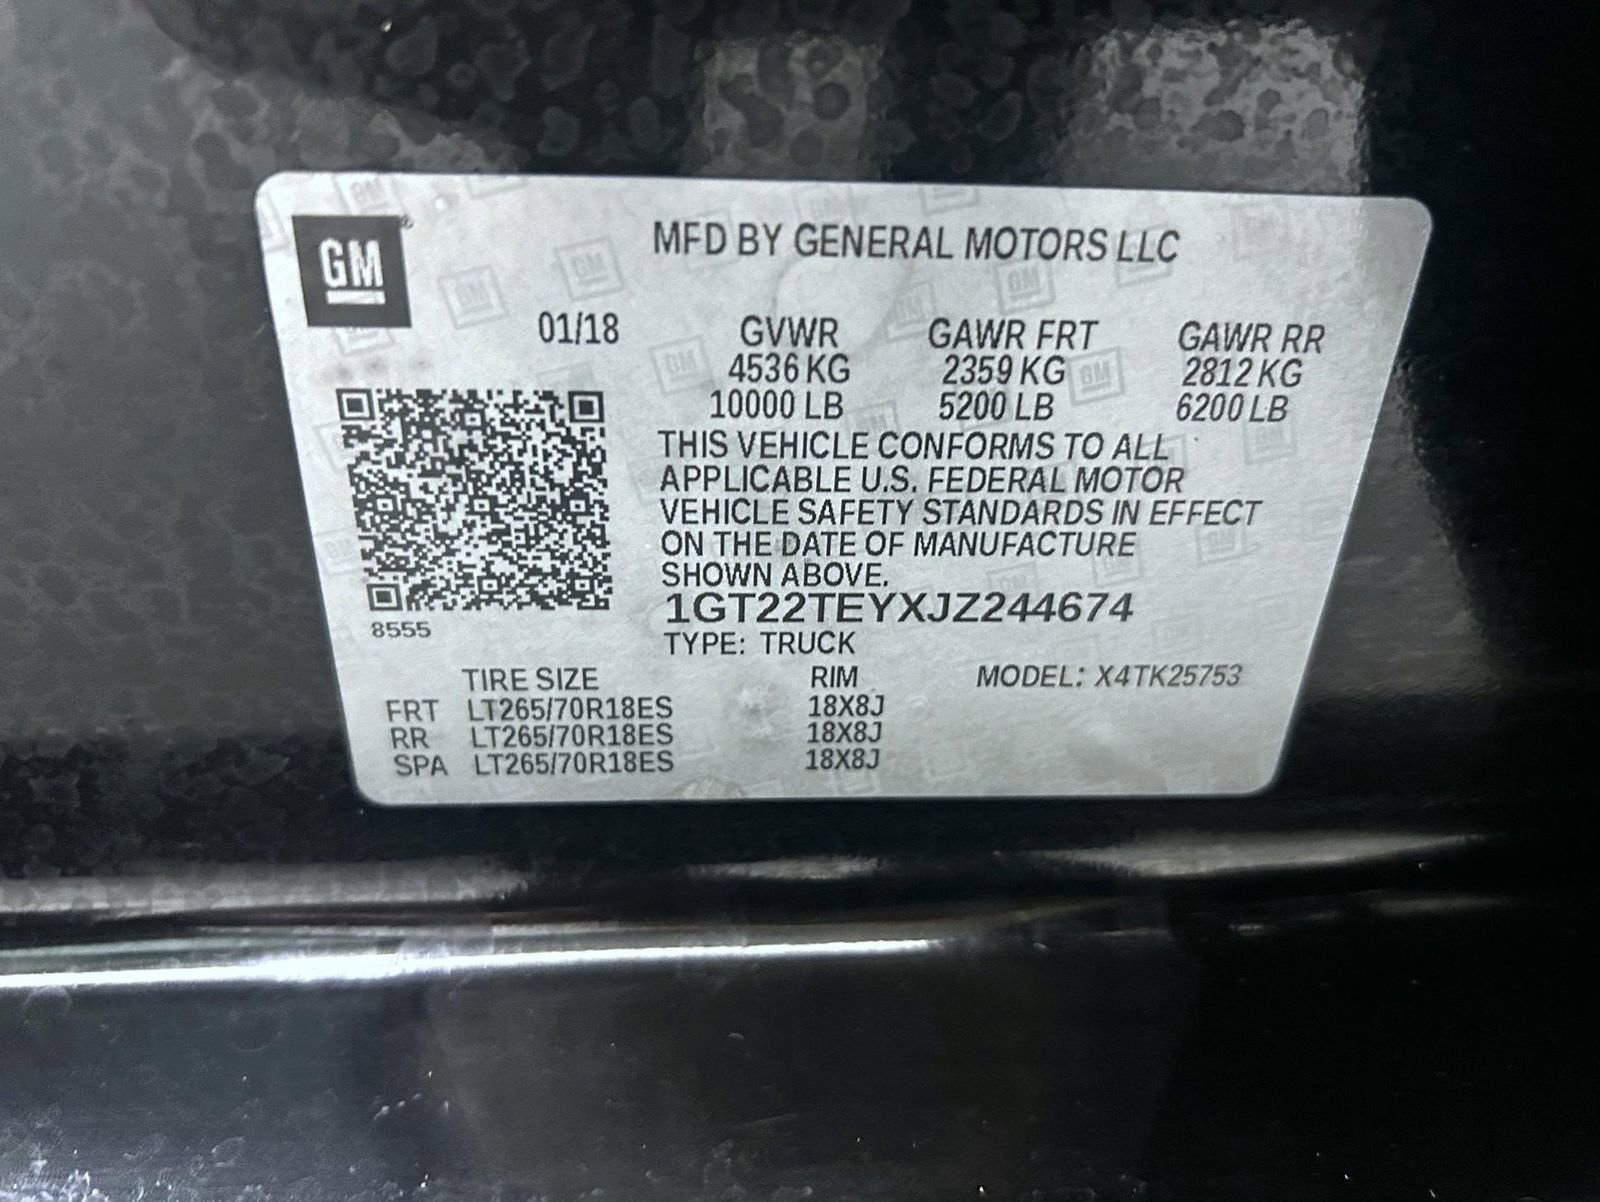 GM
MFD BY GENERAL MOTORS LLC
01/18 GVWR GAWR FRT GAWR RR
4536 KG 2359 KG 2812 KG
10000 LB 5200 LB 6200 LB
THIS VEHICLE CONFORMS TO ALL
APPLICABLE U.S. FEDERAL MOTOR
VEHICLE SAFETY STANDARDS IN EFFECT
ON THE DATE OF MANUFACTURE
SHOWN ABOVE.
1GT22TEYXJZ244674
8555
TYPE: TRUCK
TIRE SIZE RIM MODEL: X4TK25753
FRT LT265/70R18ES 18X8J
RR LT265/70R18ES 18X8J
SPA LT265/70R18ES 18X8J